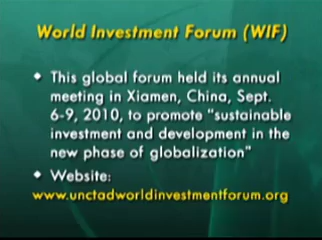 World Investment Forum (WIF)
◆ This global forum held its annual
meeting in Xiamen, China, Sept.
6-9, 2010, to promote "sustainable
investment and development in the
new phase of globalization"
◆ Website:
www.unctadworldinvestmentforum.org